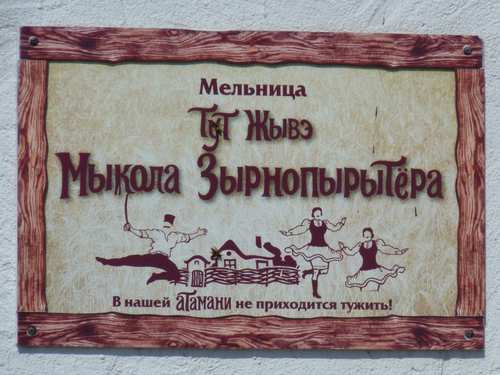 Мельница
Тут Жывэ
Мыкола Зырнопырытёра
В нашей атамани не приходится тужить!